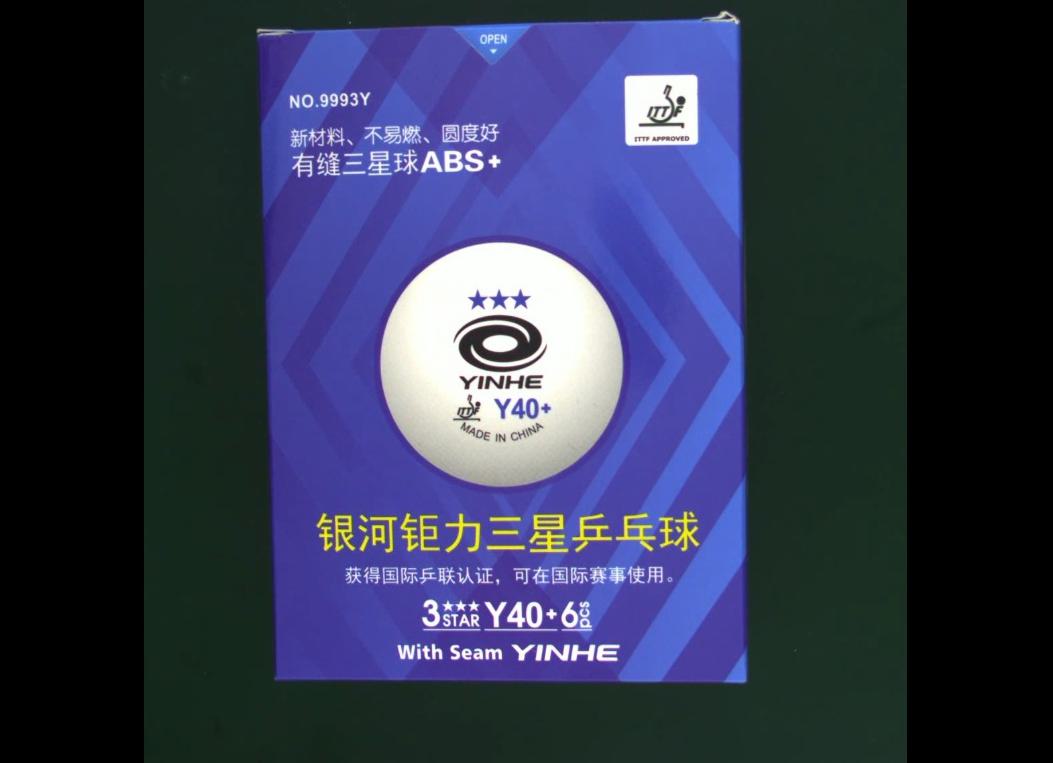 OPEN
NO.9993Y
ITTF
ITTF APPROVED
新材料、不易燃、圆度好
有缝三星球ABS+
YINHE
ITTF Y40+
MADE IN CHINA
银河钜力三星乒乓球
获得国际乒联认证，可在国际赛事使用。
3★★★STAR Y40+6pcs
With Seam YINHE